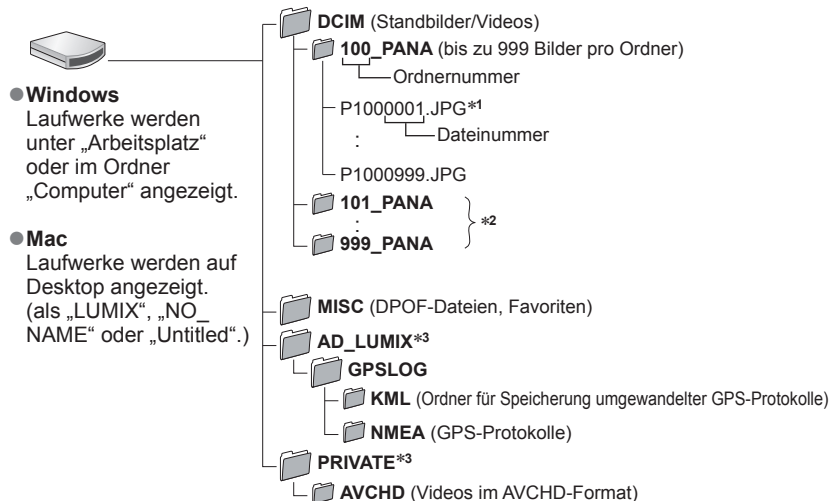 ●Windows
Laufwerke werden
unter „Arbeitsplatz“
oder im Ordner
„Computer“ angezeigt.
●Mac
Laufwerke werden auf
Desktop angezeigt.
(als „LUMIX“, „NO_
NAME“ oder „Untitled“.)
DCIM (Standbilder/Videos)
100_PANA (bis zu 999 Bilder pro Ordner)
Ordnernummer
P1000001.JPG*1
Dateinummer
:
P1000999.JPG
101_PANA
: *2
999_PANA
MISC (DPOF-Dateien, Favoriten)
AD_LUMIX*3
GPSLOG
KML (Ordner für Speicherung umgewandelter GPS-Protokolle)
NMEA (GPS-Protokolle)
PRIVATE*3
AVCHD (Videos im AVCHD-Format)